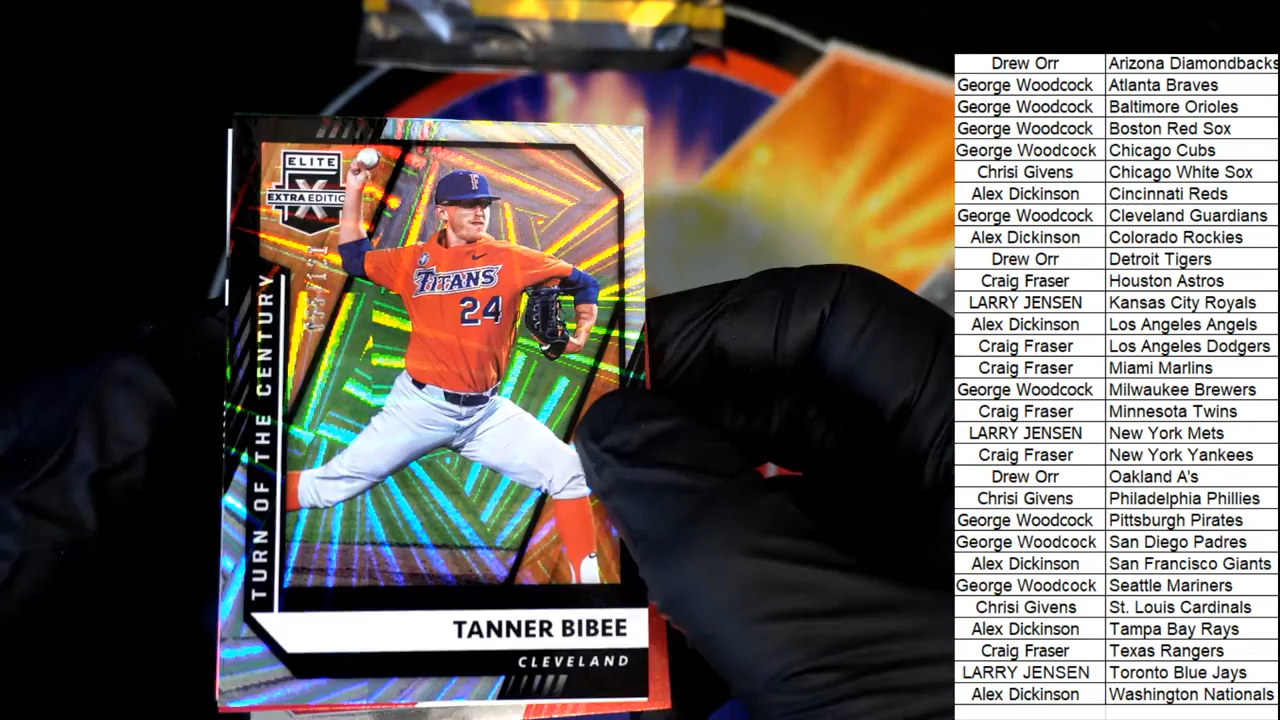 ELITE
X
EXTRA EDITION
F
TITANS
24
TURN OF THE CENTURY
TANNER BIBEE
CLEVELAND
Drew Orr Arizona Diamondbacks
George Woodcock Atlanta Braves
George Woodcock Baltimore Orioles
George Woodcock Boston Red Sox
George Woodcock Chicago Cubs
Chrisi Givens Chicago White Sox
Alex Dickinson Cincinnati Reds
George Woodcock Cleveland Guardians
Alex Dickinson Colorado Rockies
Drew Orr Detroit Tigers
Craig Fraser Houston Astros
LARRY JENSEN Kansas City Royals
Alex Dickinson Los Angeles Angels
Craig Fraser Los Angeles Dodgers
Craig Fraser Miami Marlins
George Woodcock Milwaukee Brewers
Craig Fraser Minnesota Twins
LARRY JENSEN New York Mets
Craig Fraser New York Yankees
Drew Orr Oakland A's
Chrisi Givens Philadelphia Phillies
George Woodcock Pittsburgh Pirates
George Woodcock San Diego Padres
Alex Dickinson San Francisco Giants
George Woodcock Seattle Mariners
Chrisi Givens St. Louis Cardinals
Alex Dickinson Tampa Bay Rays
Craig Fraser Texas Rangers
LARRY JENSEN Toronto Blue Jays
Alex Dickinson Washington Nationals